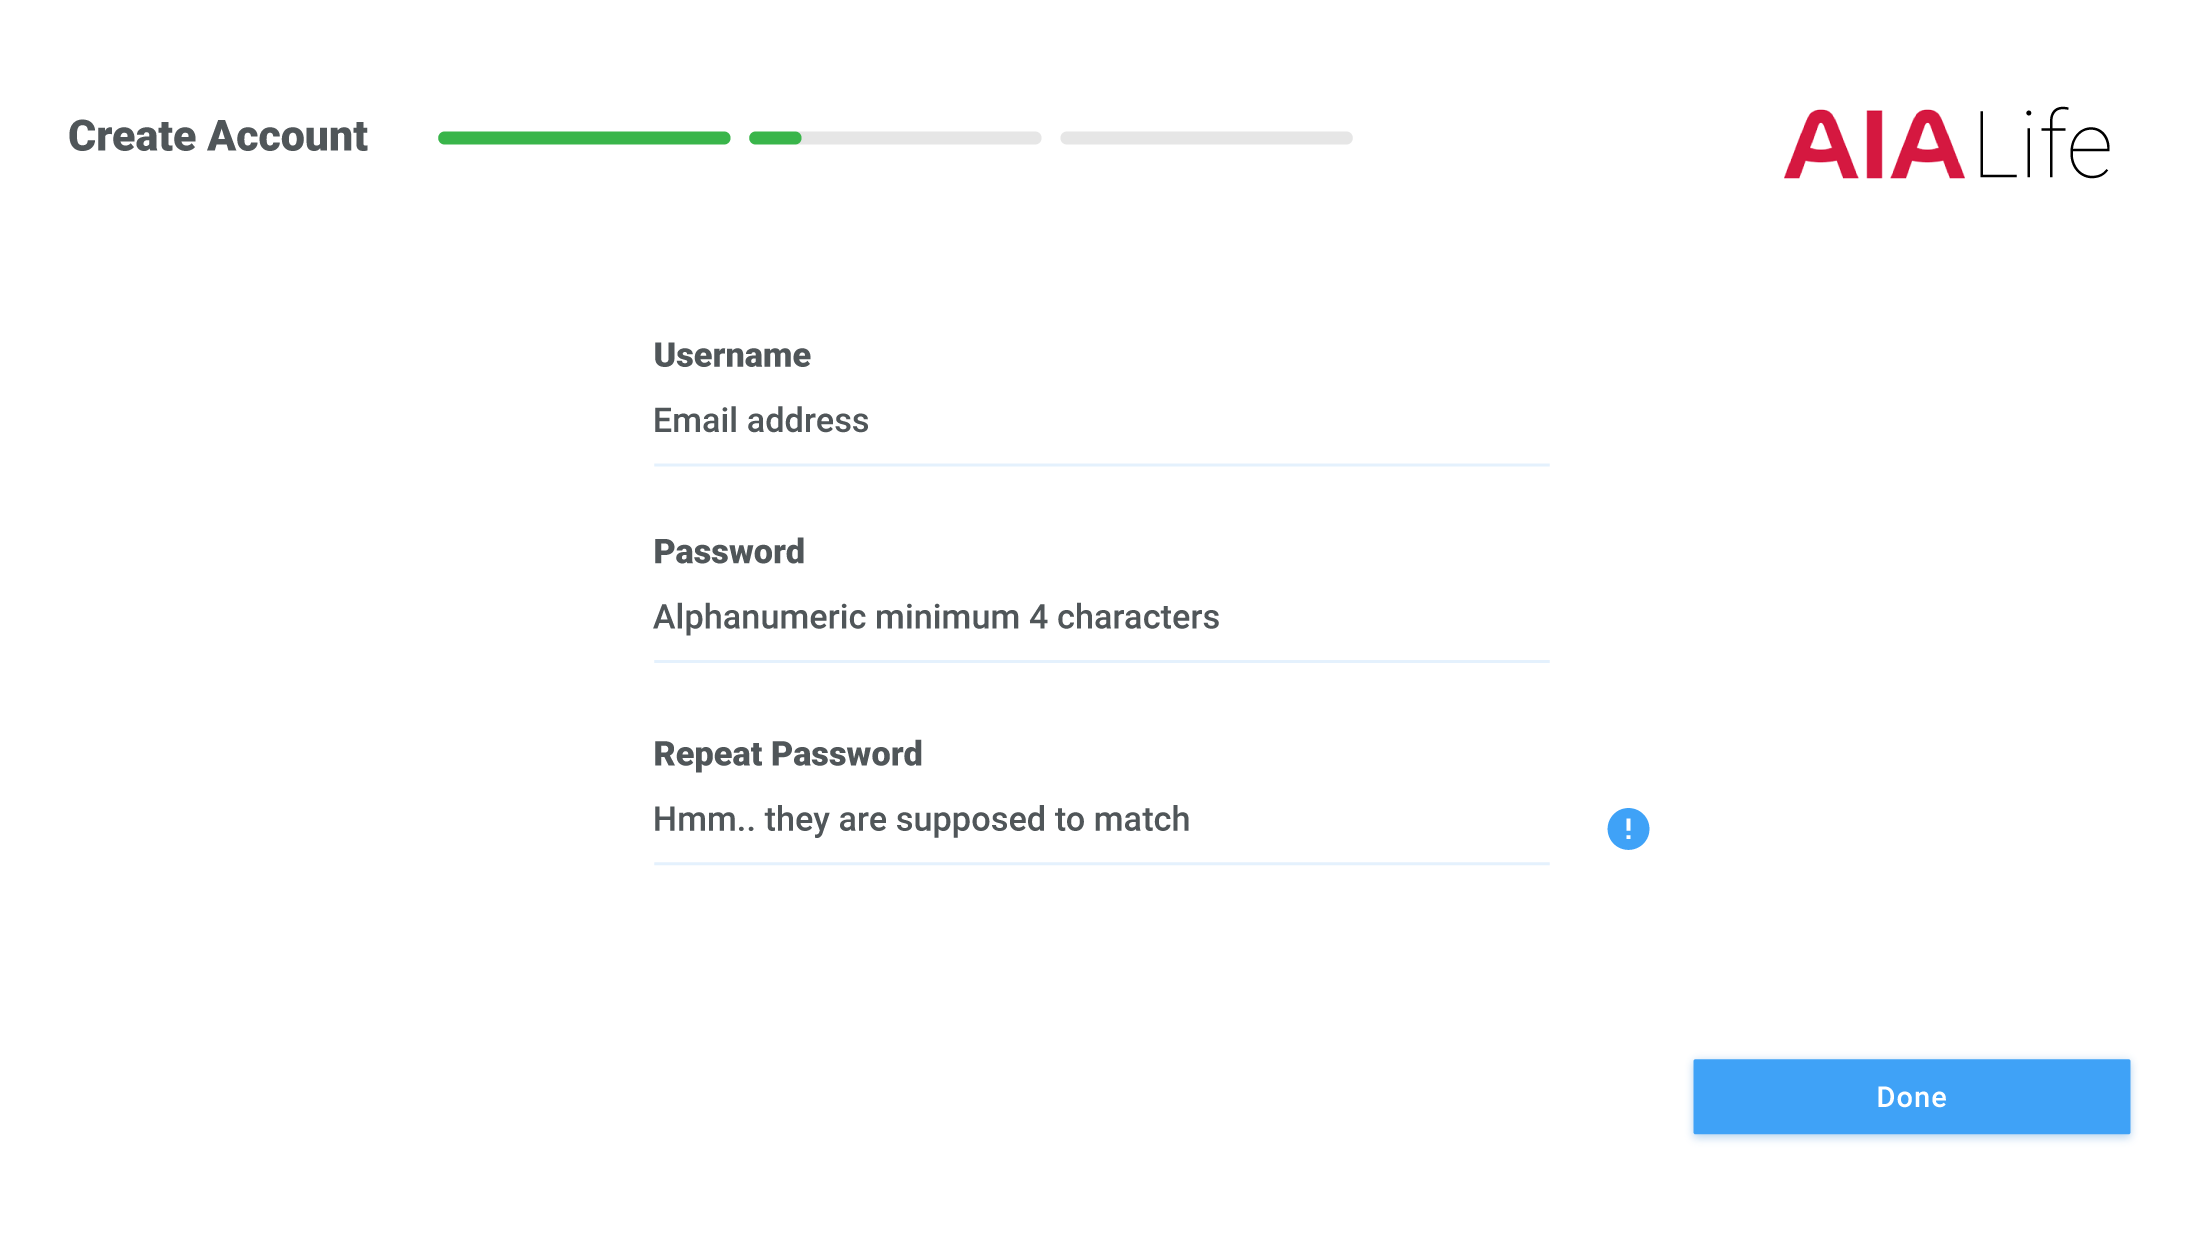 Create Account
AIA Life
Username
Email address
Password
Alphanumeric minimum 4 characters
Repeat Password
Hmm.. they are supposed to match
!
Done